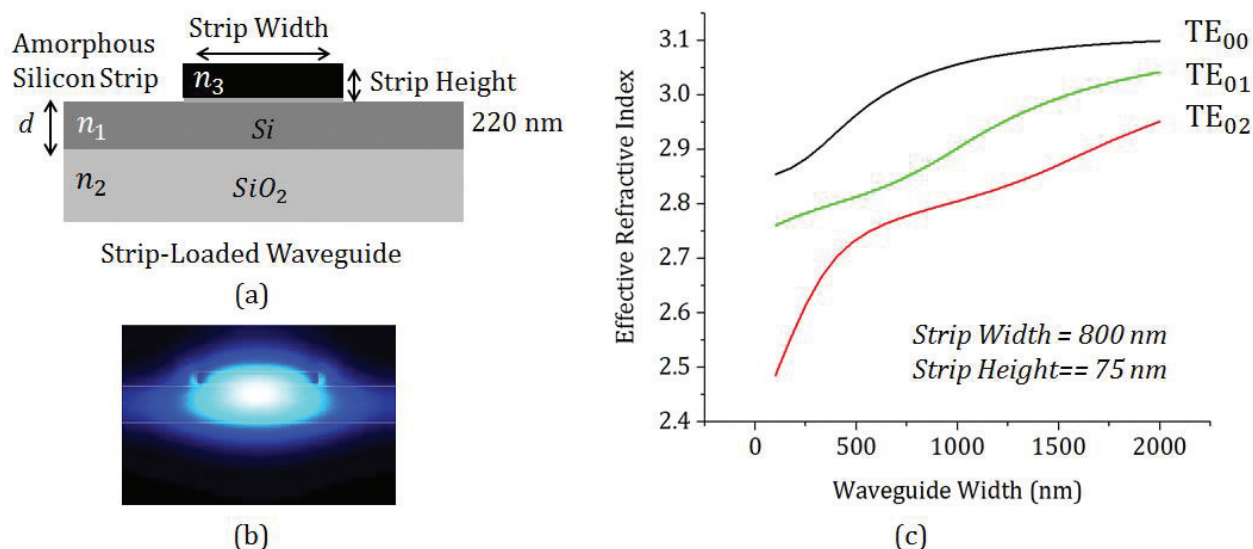 Strip Width
Amorphous
Silicon Strip
n3
Strip Height
d
n1
Si
220 nm
n2
SiO2
Strip-Loaded Waveguide
(a)
(b)
Effective Refractive Index
3.1
3.0
2.9
2.8
2.7
2.6
2.5
2.4
TE00
TE01
TE02
Strip Width = 800 nm
Strip Height== 75 nm
0 500 1000 1500 2000
Waveguide Width (nm)
(c)